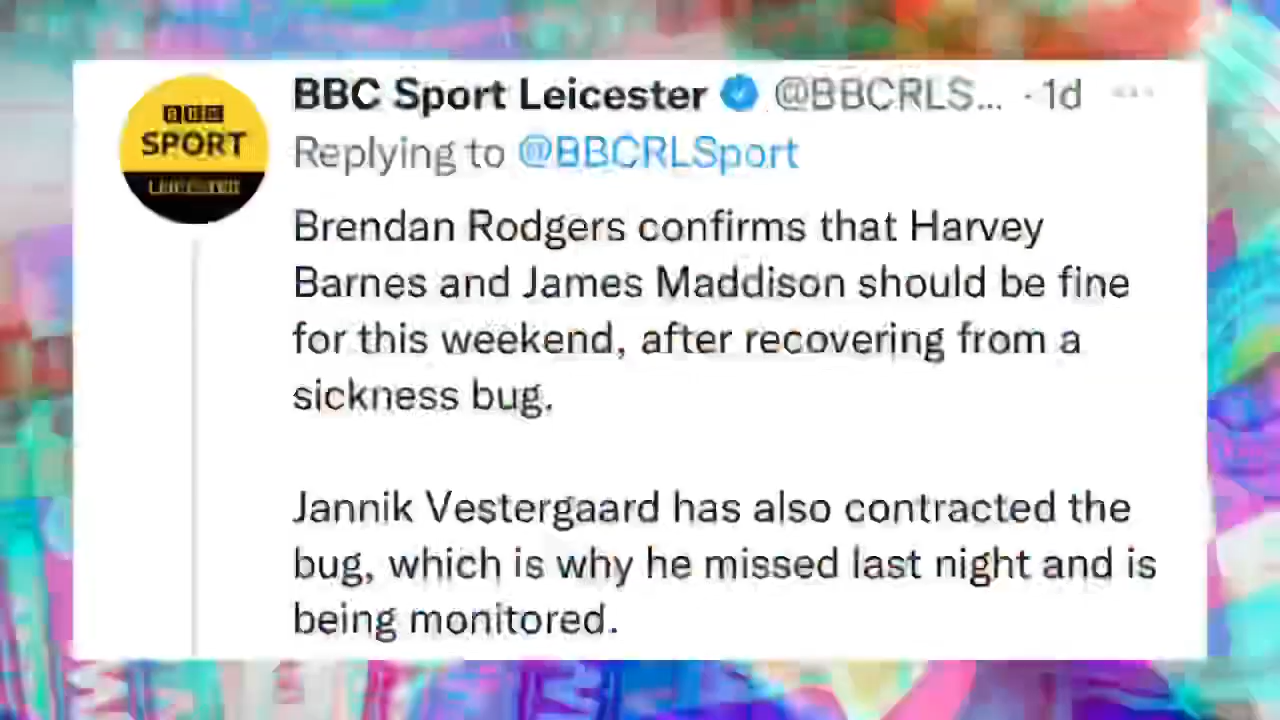 BBC Sport Leicester @BBCRLS... · 1d ...
BBC
SPORT
Replying to @BBCRLSport
Brendan Rodgers confirms that Harvey
Barnes and James Maddison should be fine
for this weekend, after recovering from a
sickness bug.
Jannik Vestergaard has also contracted the
bug, which is why he missed last night and is
being monitored.